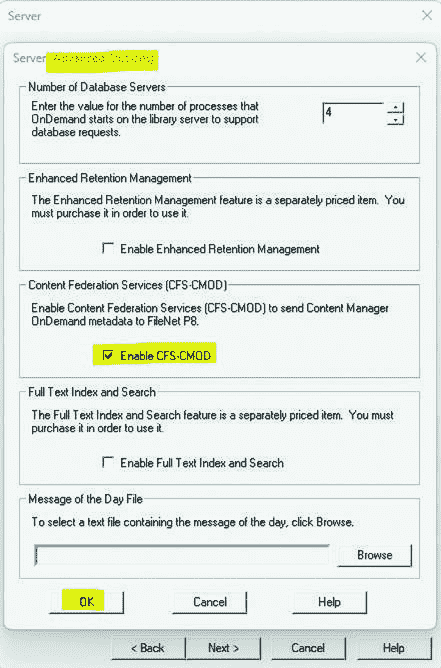 Server
Server
Number of Database Servers
Enter the value for the number of processes that
OnDemand starts on the library server to support
database requests.
4
Enhanced Retention Management
The Enhanced Retention Management feature is a separately priced item. You
must purchase it in order to use it.
Enable Enhanced Retention Management
Content Federation Services (CFS-CMOD)
Enable Content Federation Services (CFS-CMOD) to send Content Manager
OnDemand metadata to FileNet P8.
Enable CFS-CMOD
Full Text Index and Search
The Full Text Index and Search feature is a separately priced item. You must
purchase it in order to use it.
Enable Full Text Index and Search
Message of the Day File
To select a text file containing the message of the day, click Browse.
Browse
OK Cancel Help
< Back Next > Cancel Help